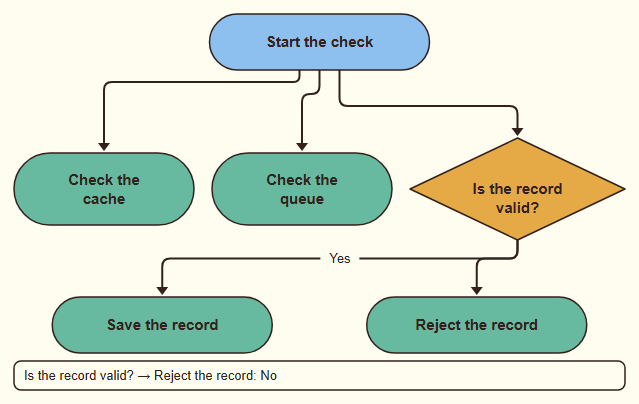 Start the check
Check the
cache
Check the
queue
Is the record
valid?
Yes
Save the record
Reject the record
Is the record valid? → Reject the record: No